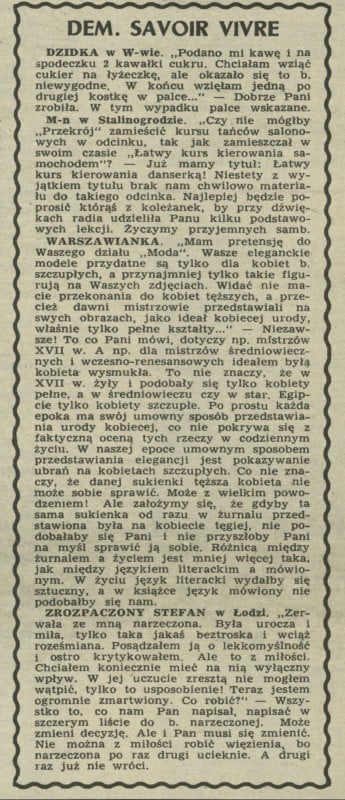 DEM. SAVOIR VIVRE
DZIDKA w W-wie. „Podano mi kawę i na
spodeczku 2 kawałki cukru. Chciałam wziąć
cukier na łyżeczkę, ale okazało się to b.
niewygodne. W końcu wzięłam jedną po
drugiej kostkę w palce..." — Dobrze Pani
zrobiła. W tym wypadku palce wskazane.
M-n w Stalinogrodzie. „Czy nie mógłby
„Przekrój" zamieścić kursu tańców salono-
wych w odcinku, tak jak zamieszczał w
swoim czasie „Łatwy kurs kierowania sa-
mochodem"? — Już mamy tytuł: Łatwy
kurs kierowania danserką! Niestety z wy-
jątkiem tytułu brak nam chwilowo materia-
łu do takiego odcinka. Najlepiej będzie po-
prosić którąś z koleżanek, by przy dźwię-
kach radia udzieliła Panu kilku podstawo-
wych lekcji. Życzymy przyjemnych samb.
WARSZAWIANKA. „Mam pretensję do
Waszego działu „Moda". Wasze eleganckie
modele przydatne są tylko dla kobiet b.
szczupłych, a przynajmniej tylko takie figu-
rują na Waszych zdjęciach. Widać nie ma-
cie przekonania do kobiet tęższych, a prze-
cież dawni mistrzowie przedstawiali na
swych obrazach, jako ideał kobiecej urody,
właśnie tylko pełne kształty..." — Niezaw-
sze! To co Pani mówi, dotyczy np. mistrzów
XVII w. A np. dla mistrzów średniowiecz-
nych i wczesno-renesansowych ideałem była
kobieta wysmukła. To nie znaczy, że w
XVII w. żyły i podobały się tylko kobiety
pełne, a w średniowieczu czy w star. Egip-
cie tylko kobiety szczupłe. Po prostu każda
epoka ma swój umowny sposób przedstawia-
nia urody kobiecej, co nie pokrywa się z
faktyczną oceną tych rzeczy w codziennym
życiu. W naszej epoce umownym sposobem
przedstawiania elegancji jest pokazywanie
ubrań na kobietach szczupłych. Co nie zna-
czy, że danej sukienki tęższa kobieta nie
może sobie sprawić. Może z wielkim powo-
dzeniem! Ale założymy się, że gdyby ta
sama sukienka od razu w żurnalu przed-
stawiona była na kobiecie tęgiej, nie po-
dobałaby się Pani i nie przyszłoby Pani
na myśl sprawić ją sobie. Różnica między
żurnalem a życiem jest mniej więcej taka,
jak między językiem literackim a mówio-
nym. W życiu język literacki wydałby się
sztuczny, a w książce język mówiony nie
podobałby się nam.
ZROZPACZONY STEFAN w Łodzi. „Zer-
wała ze mną narzeczona. Była urocza i
miła, tylko taka jakaś beztroska i wciąż
roześmiana. Posądzałem ją o lekkomyślność
i ostro krytykowałem. Ale to z miłości.
Chciałem koniecznie mieć na nią wyłączny
wpływ. W jej uczucie zresztą nie mogłem
wątpić, tylko to usposobienie! Teraz jestem
ogromnie zmartwiony. Co robić?" — Wszy-
stko to, co nam Pan napisał, napisać w
szczerym liście do b. narzeczonej. Może
zmieni decyzję. Ale i Pan musi się zmienić.
Nie można z miłości robić więzienia, bo
narzeczona po raz drugi ucieknie. A drugi
raz już nie wróci.